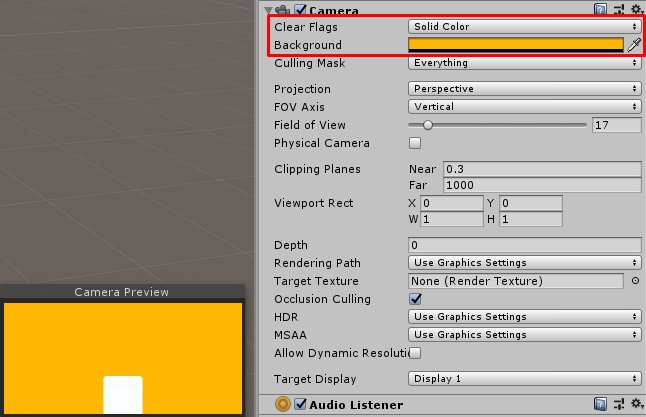 Camera
Clear Flags Solid Color
Background
Culling Mask Everything
Projection Perspective
FOV Axis Vertical
Field of View 17
Physical Camera
Clipping Planes Near 0.3
Far 1000
Viewport Rect X 0 Y 0
W 1 H 1
Depth 0
Rendering Path Use Graphics Settings
Target Texture None (Render Texture)
Occlusion Culling
HDR Use Graphics Settings
MSAA Use Graphics Settings
Allow Dynamic Resolutio
Target Display Display 1
Audio Listener
Camera Preview